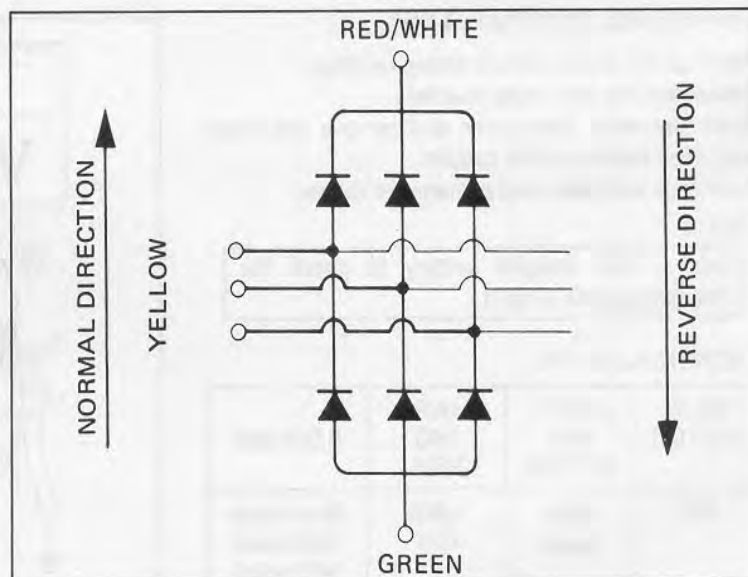 RED/WHITE
NORMAL DIRECTION
YELLOW
REVERSE DIRECTION
GREEN